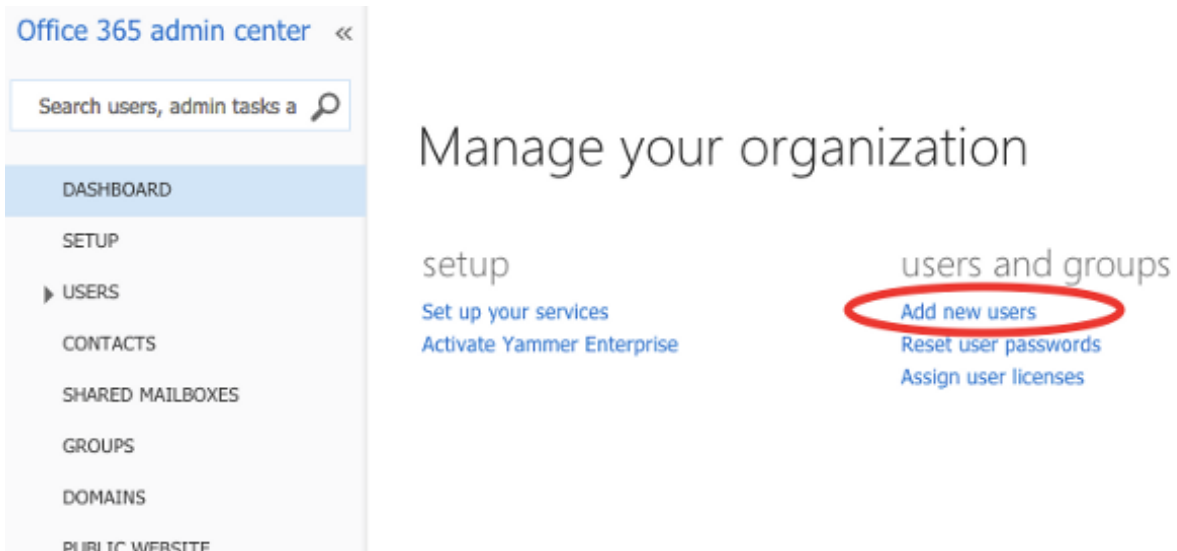 Office 365 admin center «
Search users, admin tasks a
DASHBOARD
SETUP
USERS
CONTACTS
SHARED MAILBOXES
GROUPS
DOMAINS
PUBLIC WEBSITE
Manage your organization
setup
Set up your services
Activate Yammer Enterprise
users and groups
Add new users
Reset user passwords
Assign user licenses